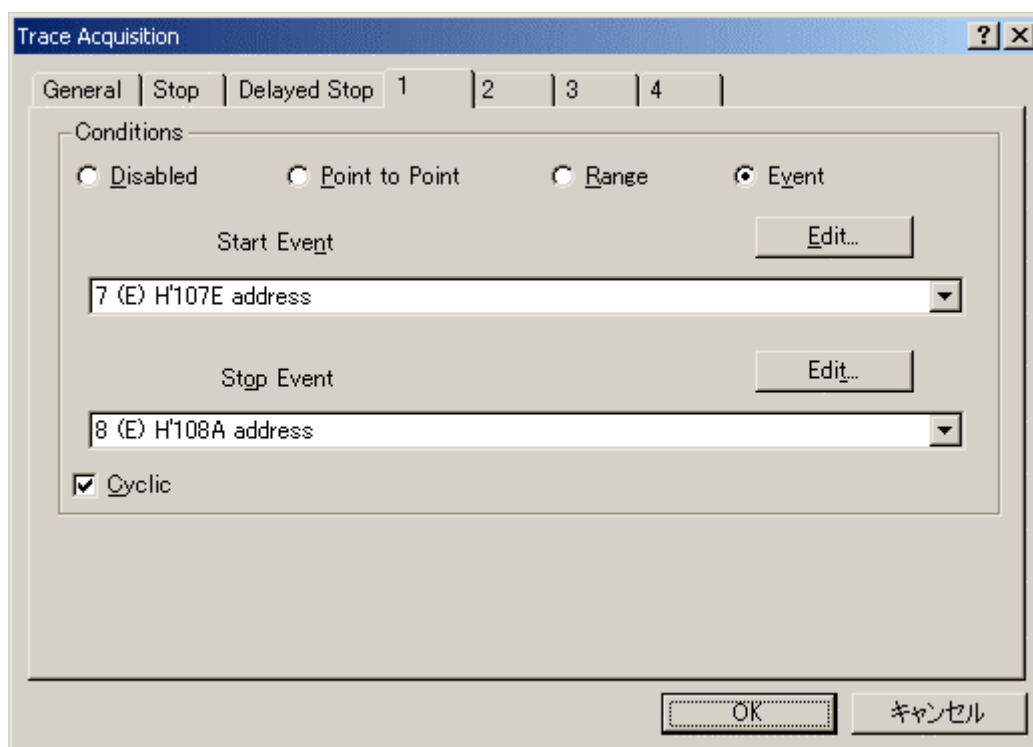 Trace Acquisition
General Stop Delayed Stop 1 2 3 4
Conditions
Disabled Point to Point Range Event
Start Event Edit...
7 (E) H'107E address
Stop Event Edit...
8 (E) H'108A address
Cyclic
OK キャンセル